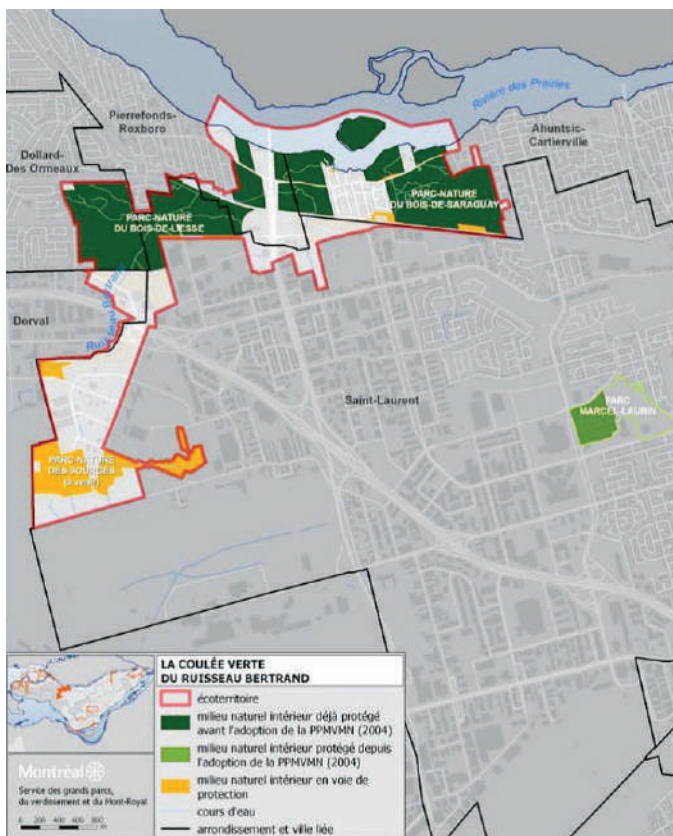 Rivière des Prairies
Pierrefonds-
Roxboro
Ahuntsic-
Cartierville
Dollard-
Des Ormeaux
PARC-NATURE
DU BOIS-DE-LIESSE
PARC-NATURE
DU BOIS-DE-SARAGUAY
Ruisseau Bertrand
Dorval
Saint-Laurent
PARC
MARCEL-LAURIN
PARC-NATURE
DES SOURCES
(à venir)
LA COULÉE VERTE
DU RUISSEAU BERTRAND
écoterritoire
milieu naturel intérieur déjà protégé
avant l'adoption de la PPMVMN (2004)
milieu naturel intérieur protégé depuis
l'adoption de la PPMVMN (2004)
milieu naturel intérieur en voie de
protection
cours d'eau
arrondissement et ville liée
Montréal
Service des grands parcs,
du verdissement et du Mont-Royal
0 200 400 600 800
m